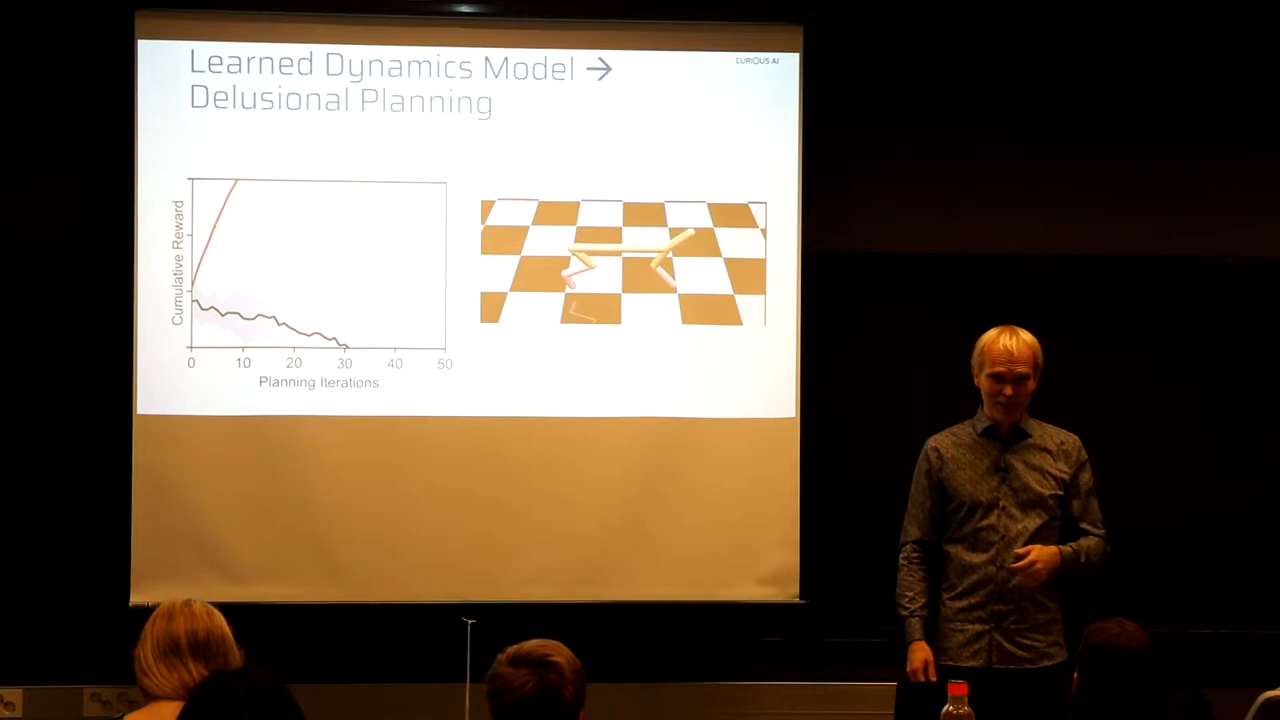 Learned Dynamics Model →
Delusional Planning
CURIOUS AI
Cumulative Reward
0 10 20 30 40 50
Planning Iterations